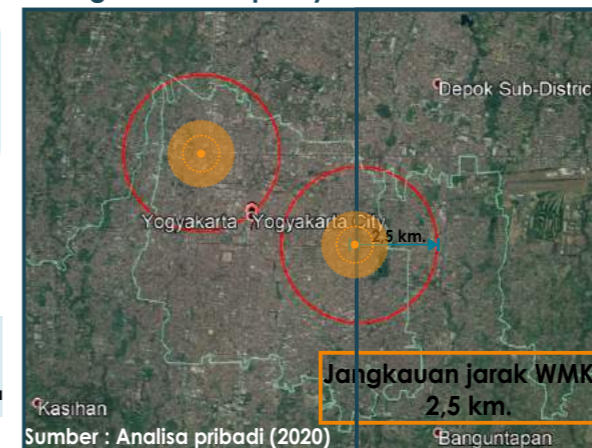 Depok Sub-Distric
Yogyakarta
Yogyakarta City
2,5 km.
Jangkauan jarak WMK
2,5 km.
Kasihan
Sumber : Analisa pribadi (2020)
Banguntapan